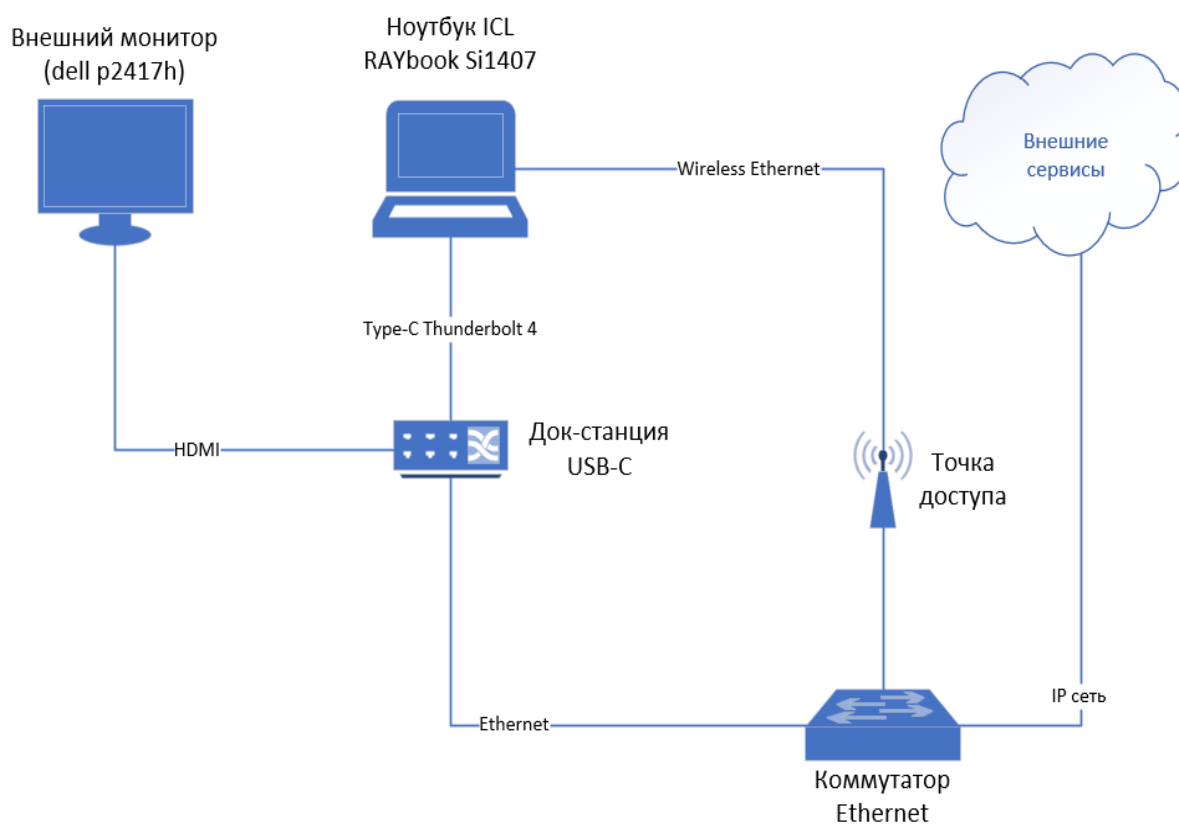 Внешний монитор
(dell p2417h)
Ноутбук ICL
RAYbook Si1407
Внешние
сервисы
Wireless Ethernet
Type-C Thunderbolt 4
HDMI
Док-станция
USB-C
Точка
доступа
IP сеть
Ethernet
Коммутатор
Ethernet